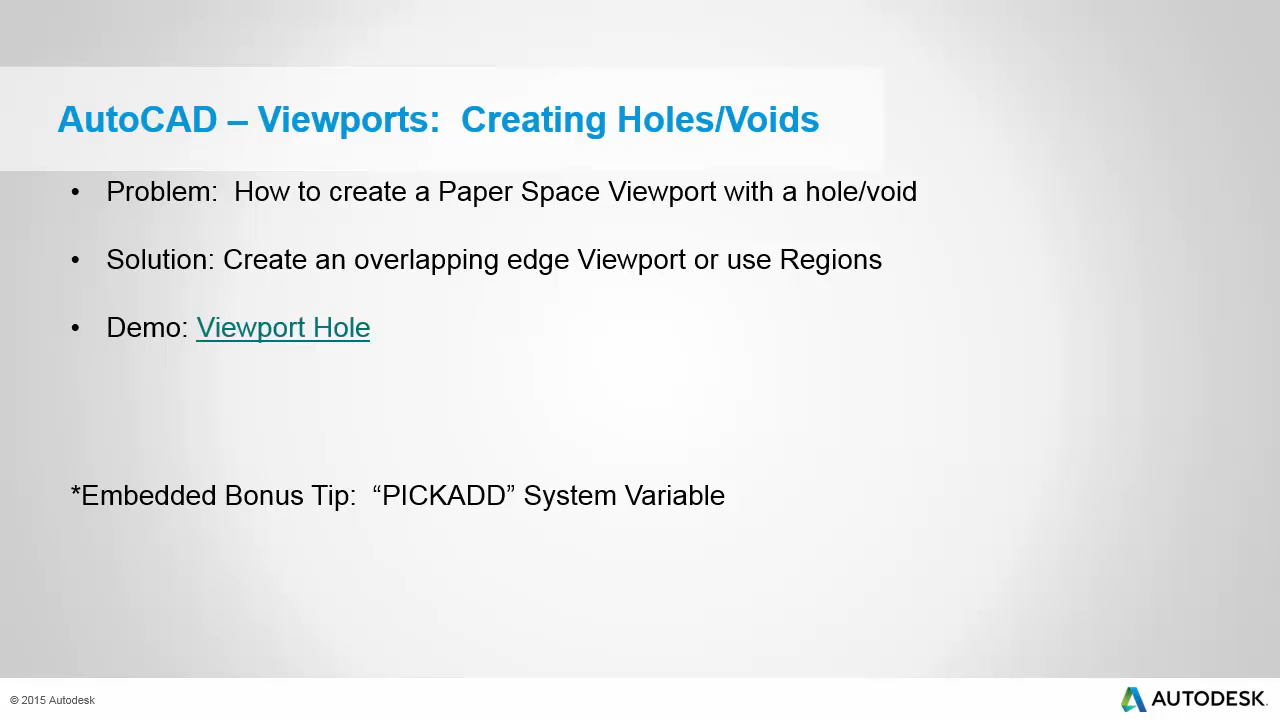 AutoCAD – Viewports:  Creating Holes/Voids
• Problem:  How to create a Paper Space Viewport with a hole/void
• Solution: Create an overlapping edge Viewport or use Regions
• Demo: Viewport Hole
*Embedded Bonus Tip:  “PICKADD” System Variable
© 2015 Autodesk
AUTODESK.